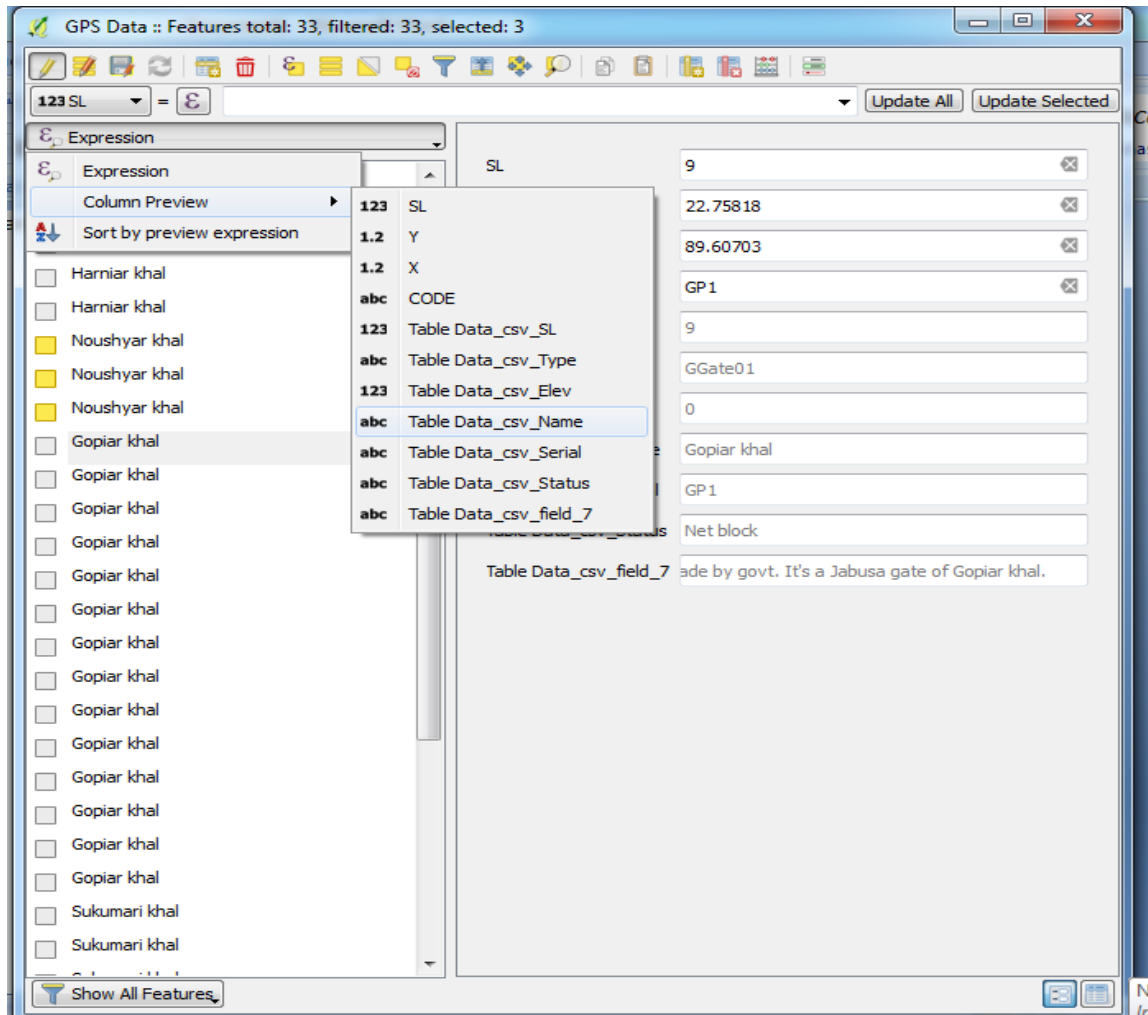 GPS Data :: Features total: 33, filtered: 33, selected: 3
123 SL = ε Update All Update Selected
Expression
Expression
Column Preview
Sort by preview expression
123 SL
1.2 Y
1.2 X
abc CODE
123 Table Data_csv_SL
abc Table Data_csv_Type
123 Table Data_csv_Elev
abc Table Data_csv_Name
abc Table Data_csv_Serial
abc Table Data_csv_Status
abc Table Data_csv_field_7
Harniar khal
Harniar khal
Noushyar khal
Noushyar khal
Noushyar khal
Gopiar khal
Gopiar khal
Gopiar khal
Gopiar khal
Gopiar khal
Gopiar khal
Gopiar khal
Gopiar khal
Gopiar khal
Gopiar khal
Gopiar khal
Gopiar khal
Gopiar khal
Gopiar khal
Sukumari khal
Sukumari khal
SL 9
22.75818
89.60703
GP1
9
GGate01
0
Gopiar khal
GP1
Net block
Table Data_csv_field_7 ade by govt. It's a Jabusa gate of Gopiar khal.
Show All Features